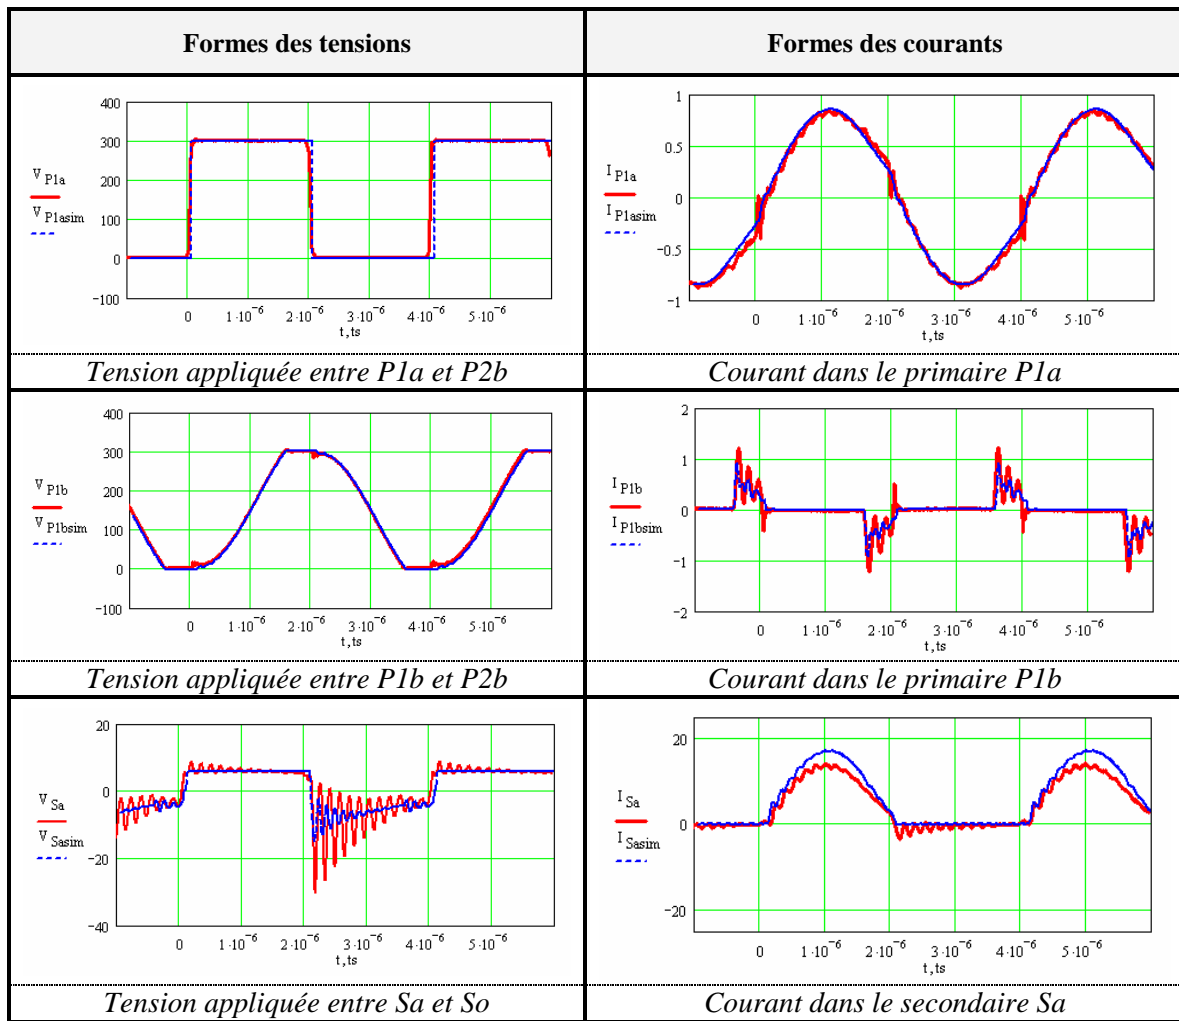 Formes des tensions
Formes des courants
400
300
200
100
0
-100
V P1a
V P1asim
0 1·10⁻⁶ 2·10⁻⁶ 3·10⁻⁶ 4·10⁻⁶ 5·10⁻⁶
t,ts
Tension appliquée entre P1a et P2b
1
0.5
0
-0.5
-1
I P1a
I P1asim
0 1·10⁻⁶ 2·10⁻⁶ 3·10⁻⁶ 4·10⁻⁶ 5·10⁻⁶
t,ts
Courant dans le primaire P1a
400
300
200
100
0
-100
V P1b
V P1bsim
0 1·10⁻⁶ 2·10⁻⁶ 3·10⁻⁶ 4·10⁻⁶ 5·10⁻⁶
t,ts
Tension appliquée entre P1b et P2b
2
1
0
-1
-2
I P1b
I P1bsim
0 1·10⁻⁶ 2·10⁻⁶ 3·10⁻⁶ 4·10⁻⁶ 5·10⁻⁶
t,ts
Courant dans le primaire P1b
20
0
-20
-40
V Sa
V Sasim
0 1·10⁻⁶ 2·10⁻⁶ 3·10⁻⁶ 4·10⁻⁶ 5·10⁻⁶
t,ts
Tension appliquée entre Sa et So
20
0
-20
I Sa
I Sasim
0 1·10⁻⁶ 2·10⁻⁶ 3·10⁻⁶ 4·10⁻⁶ 5·10⁻⁶
t,ts
Courant dans le secondaire Sa